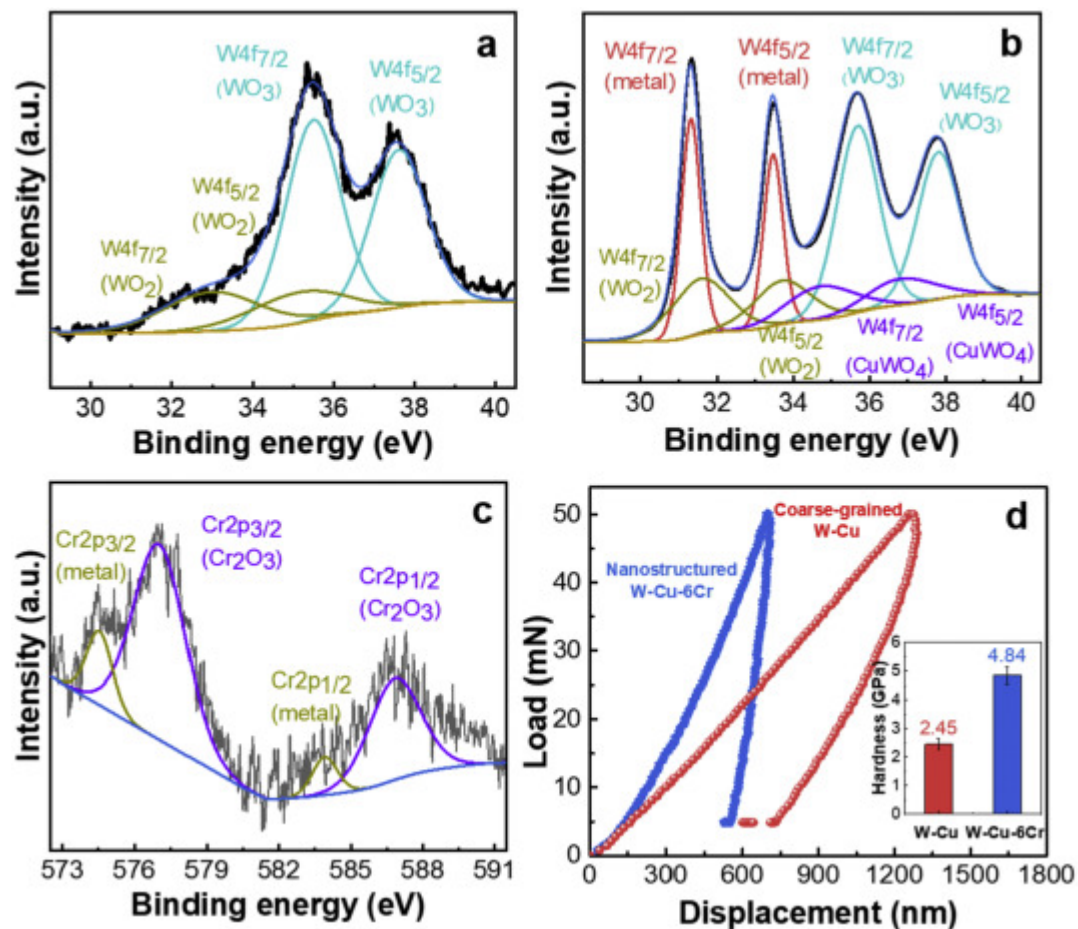 a
W4f7/2
(WO3)
W4f5/2
(WO3)
W4f5/2
(WO2)
W4f7/2
(WO2)
Intensity (a.u.)
30 32 34 36 38 40
Binding energy (eV)
b
W4f7/2
(metal)
W4f5/2
(metal)
W4f7/2
(WO3)
W4f5/2
(WO3)
W4f7/2
(WO2)
W4f5/2
(WO2)
W4f7/2
(CuWO4)
W4f5/2
(CuWO4)
Intensity (a.u.)
30 32 34 36 38 40
Binding energy (eV)
c
Cr2p3/2
(metal)
Cr2p3/2
(Cr2O3)
Cr2p1/2
(Cr2O3)
Cr2p1/2
(metal)
Intensity (a.u.)
573 576 579 582 585 588 591
Binding energy (eV)
d
Coarse-grained
W-Cu
Nanostructured
W-Cu-6Cr
Load (mN)
50
40
30
20
10
0
0 300 600 900 1200 1500 1800
Displacement (nm)
Hardness (GPa)
6
5
4
3
2
1
0
2.45
4.84
W-Cu W-Cu-6Cr